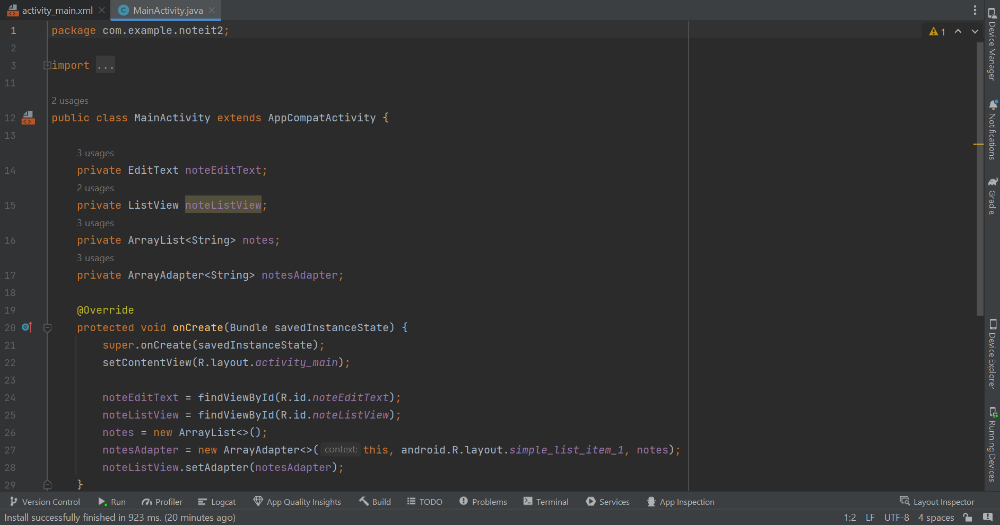 activity_main.xml
MainActivity.java
1 package com.example.noteit2;
1
2
3 import ...
11
2 usages
12 public class MainActivity extends AppCompatActivity {
13
3 usages
14 private EditText noteEditText;
2 usages
15 private ListView noteListView;
3 usages
16 private ArrayList<String> notes;
3 usages
17 private ArrayAdapter<String> notesAdapter;
18
19 @Override
20 protected void onCreate(Bundle savedInstanceState) {
21 super.onCreate(savedInstanceState);
22 setContentView(R.layout.activity_main);
23
24 noteEditText = findViewById(R.id.noteEditText);
25 noteListView = findViewById(R.id.noteListView);
26 notes = new ArrayList<>();
27 notesAdapter = new ArrayAdapter<>( context: this, android.R.layout.simple_list_item_1, notes);
28 noteListView.setAdapter(notesAdapter);
29 }
Device Manager
Notifications
Gradle
Device Explorer
Running Devices
Version Control Run Profiler Logcat App Quality Insights Build TODO Problems Terminal Services App Inspection Layout Inspector
Install successfully finished in 923 ms. (20 minutes ago) 1:2 LF UTF-8 4 spaces